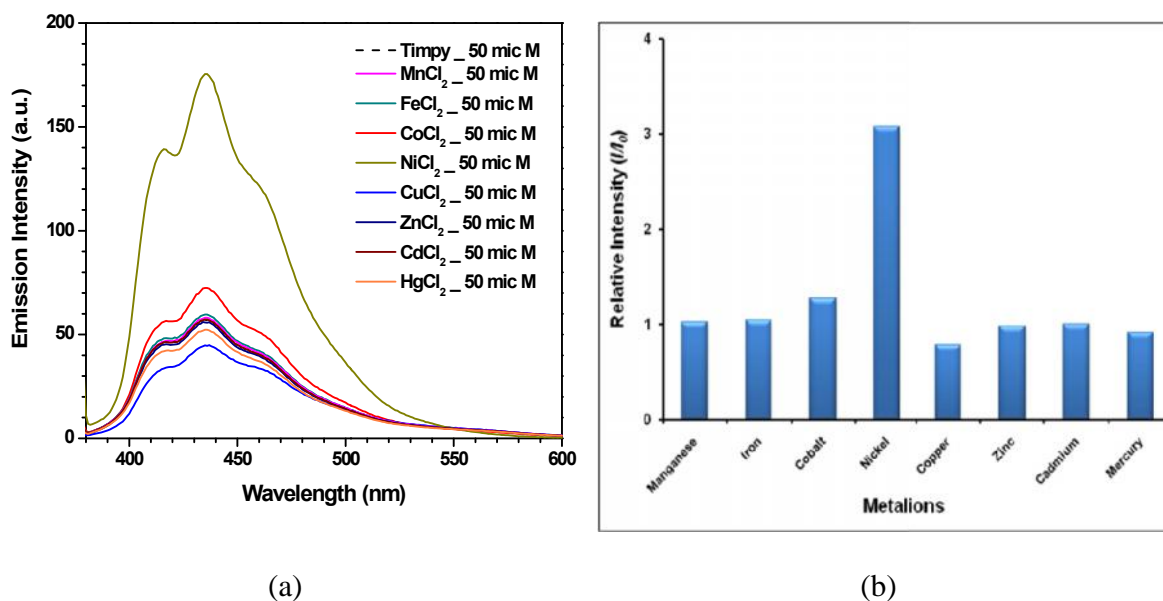 200
150
100
50
0
Emission Intensity (a.u.)
Timpy _ 50 mic M
MnCl2 _ 50 mic M
FeCl2 _ 50 mic M
CoCl2 _ 50 mic M
NiCl2 _ 50 mic M
CuCl2 _ 50 mic M
ZnCl2 _ 50 mic M
CdCl2 _ 50 mic M
HgCl2 _ 50 mic M
400 450 500 550 600
Wavelength (nm)
(a)
4
3
2
1
0
Relative Intensity (I/I0)
Manganese
Iron
Cobalt
Nickel
Copper
Zinc
Cadmium
Mercury
Metalions
(b)